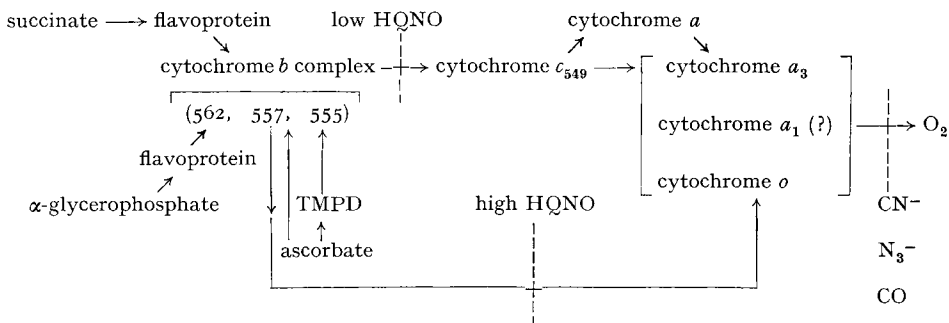 low HQNO
cytochrome a
succinate → flavoprotein
cytochrome b complex → cytochrome c₅₄₉ → cytochrome a₃
(562, 557, 555)
cytochrome a₁ (?) → O₂
flavoprotein
cytochrome o
α-glycerophosphate TMPD high HQNO CN⁻
ascorbate N₃⁻
CO